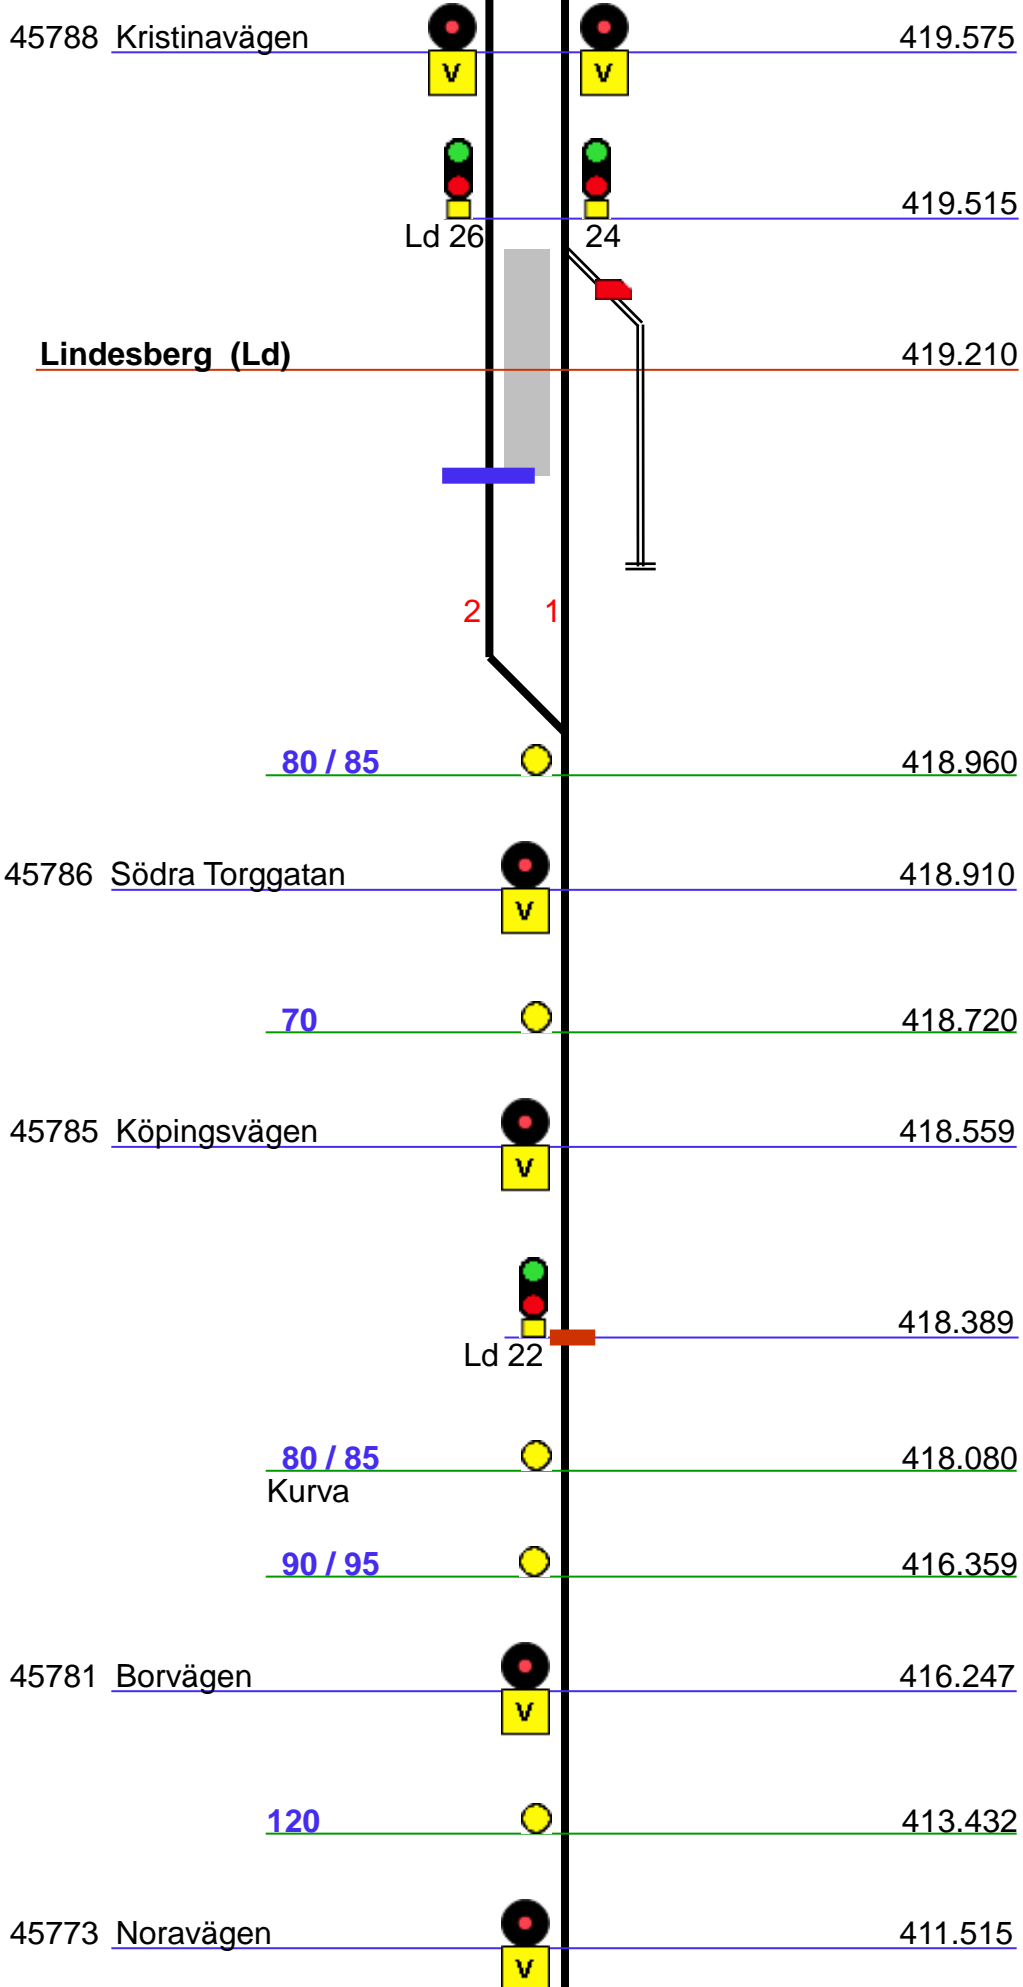 45788 Kristinavägen 419.575
V V
419.515
Ld 26 24
Lindesberg (Ld) 419.210
2 1
80 / 85 418.960
45786 Södra Torggatan 418.910
V
70 418.720
45785 Köpingsvägen 418.559
V
418.389
Ld 22
80 / 85 418.080
Kurva
90 / 95 416.359
45781 Borvägen 416.247
V
120 413.432
45773 Noravägen 411.515
V